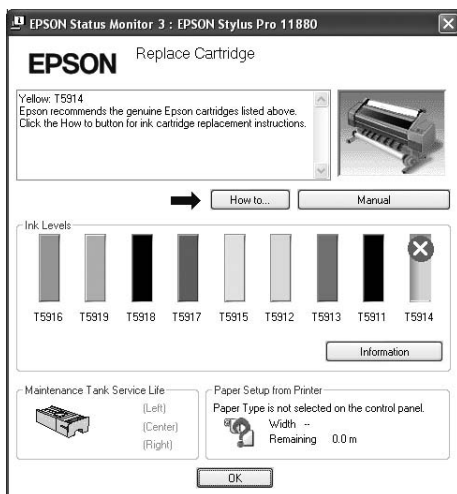 EPSON Status Monitor 3 : EPSON Stylus Pro 11880
EPSON
Replace Cartridge
Yellow: T5914
Epson recommends the genuine Epson cartridges listed above.
Click the How to button for ink cartridge replacement instructions.
How to...
Manual
Ink Levels
T5916 T5919 T5918 T5917 T5915 T5912 T5913 T5911 T5914
Information
Maintenance Tank Service Life
(Left)
(Center)
(Right)
Paper Setup from Printer
Paper Type is not selected on the control panel.
Width --
Remaining 0.0 m
OK